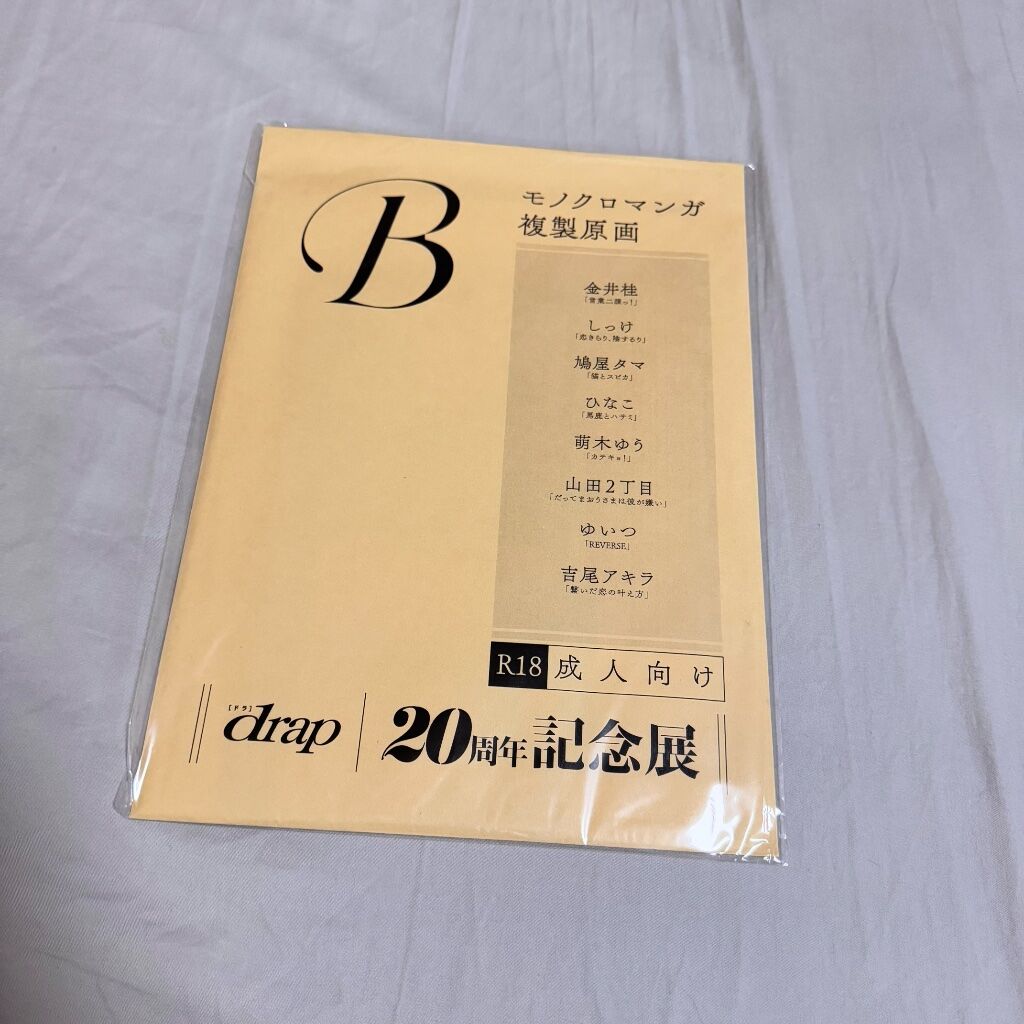 B
モノクロマンガ
複製原画
金井桂
「言葉二課っ!」
しっけ
「恋きらり、陰するり」
鳩屋タマ
「猫とスピカ」
ひなこ
「馬鹿とハサミ」
萌木ゆう
「カテキョ!」
山田2丁目
「だってまおうさまは彼が嫌い」
ゆいつ
「REVERSE」
吉尾アキラ
「繋いだ恋の叶え方」
R18 成人向け
[ドラ]
drap
20周年記念展